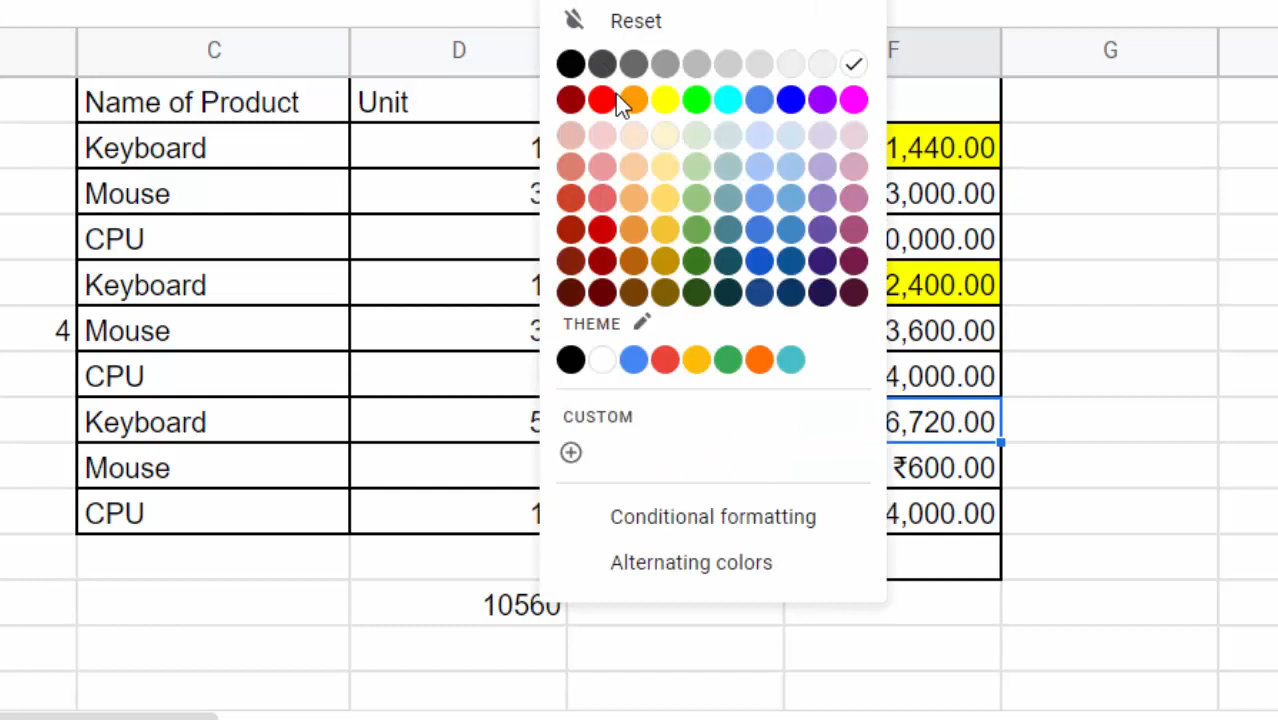 Reset
C D F G
Name of Product Unit
Keyboard 1 1,440.00
Mouse 3 3,000.00
CPU 0,000.00
Keyboard 1 2,400.00
4 Mouse 3 3,600.00
THEME
CPU 4,000.00
CUSTOM
Keyboard 5 6,720.00
Mouse ₹600.00
CPU 1 4,000.00
Conditional formatting
Alternating colors
10560